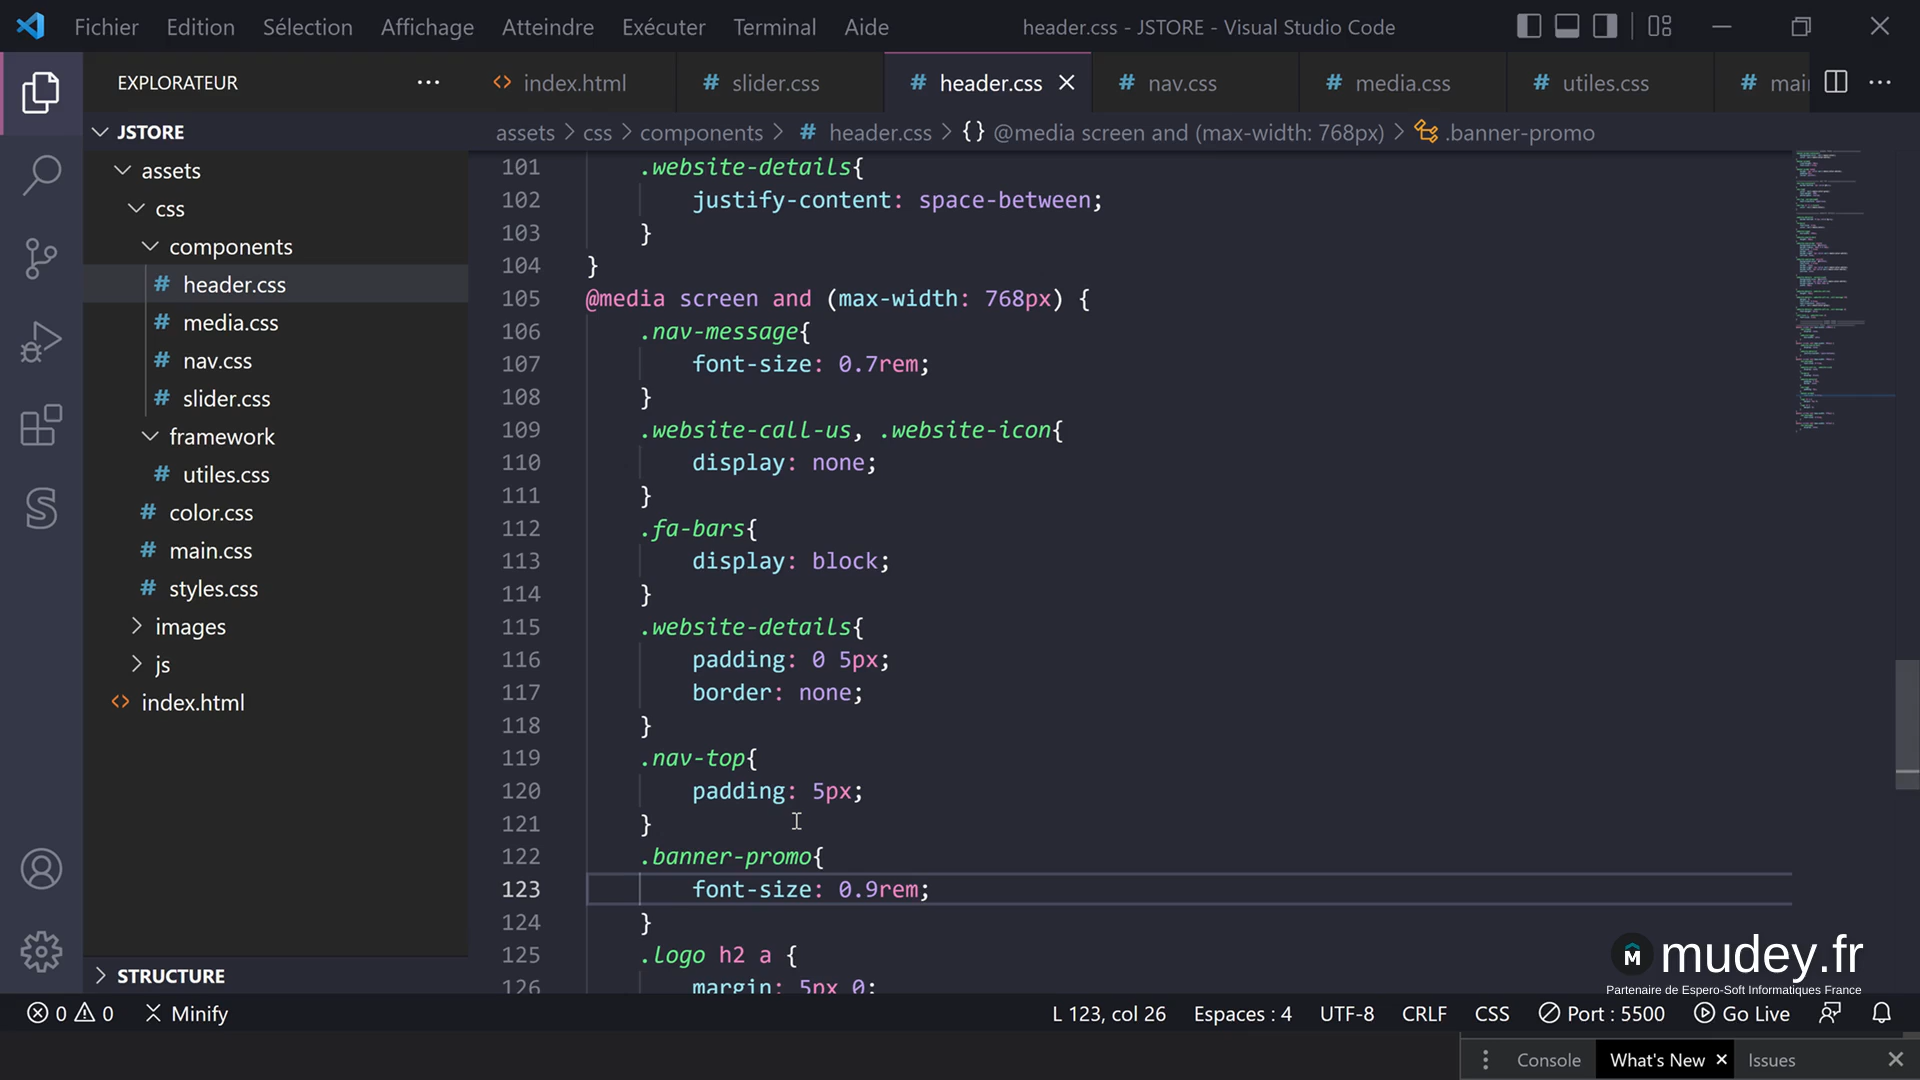 Fichier Edition Sélection Affichage Atteindre Exécuter Terminal Aide header.css - JSTORE - Visual Studio Code
EXPLORATEUR
index.html # slider.css # header.css # nav.css # media.css # utiles.css #
JSTORE
assets > css > components > # header.css > {} @media screen and (max-width: 768px) > .banner-promo
assets
css
components
# header.css
# media.css
# nav.css
# slider.css
framework
# utiles.css
# color.css
# main.css
# styles.css
images
js
index.html
STRUCTURE
101 .website-details{
102 justify-content: space-between;
103 }
104 }
105 @media screen and (max-width: 768px) {
106 .nav-message{
107 font-size: 0.7rem;
108 }
109 .website-call-us, .website-icon{
110 display: none;
111 }
112 .fa-bars{
113 display: block;
114 }
115 .website-details{
116 padding: 0 5px;
117 border: none;
118 }
119 .nav-top{
120 padding: 5px;
121 }
122 .banner-promo{
123 font-size: 0.9rem;
124 }
125 .logo h2 a {
126 margin: 5px 0;
M mudey.fr
Partenaire de Espero-Soft Informatiques France
0 0 Minify L 123, col 26 Espaces : 4 UTF-8 CRLF CSS Port : 5500 Go Live
Console What's New Issues